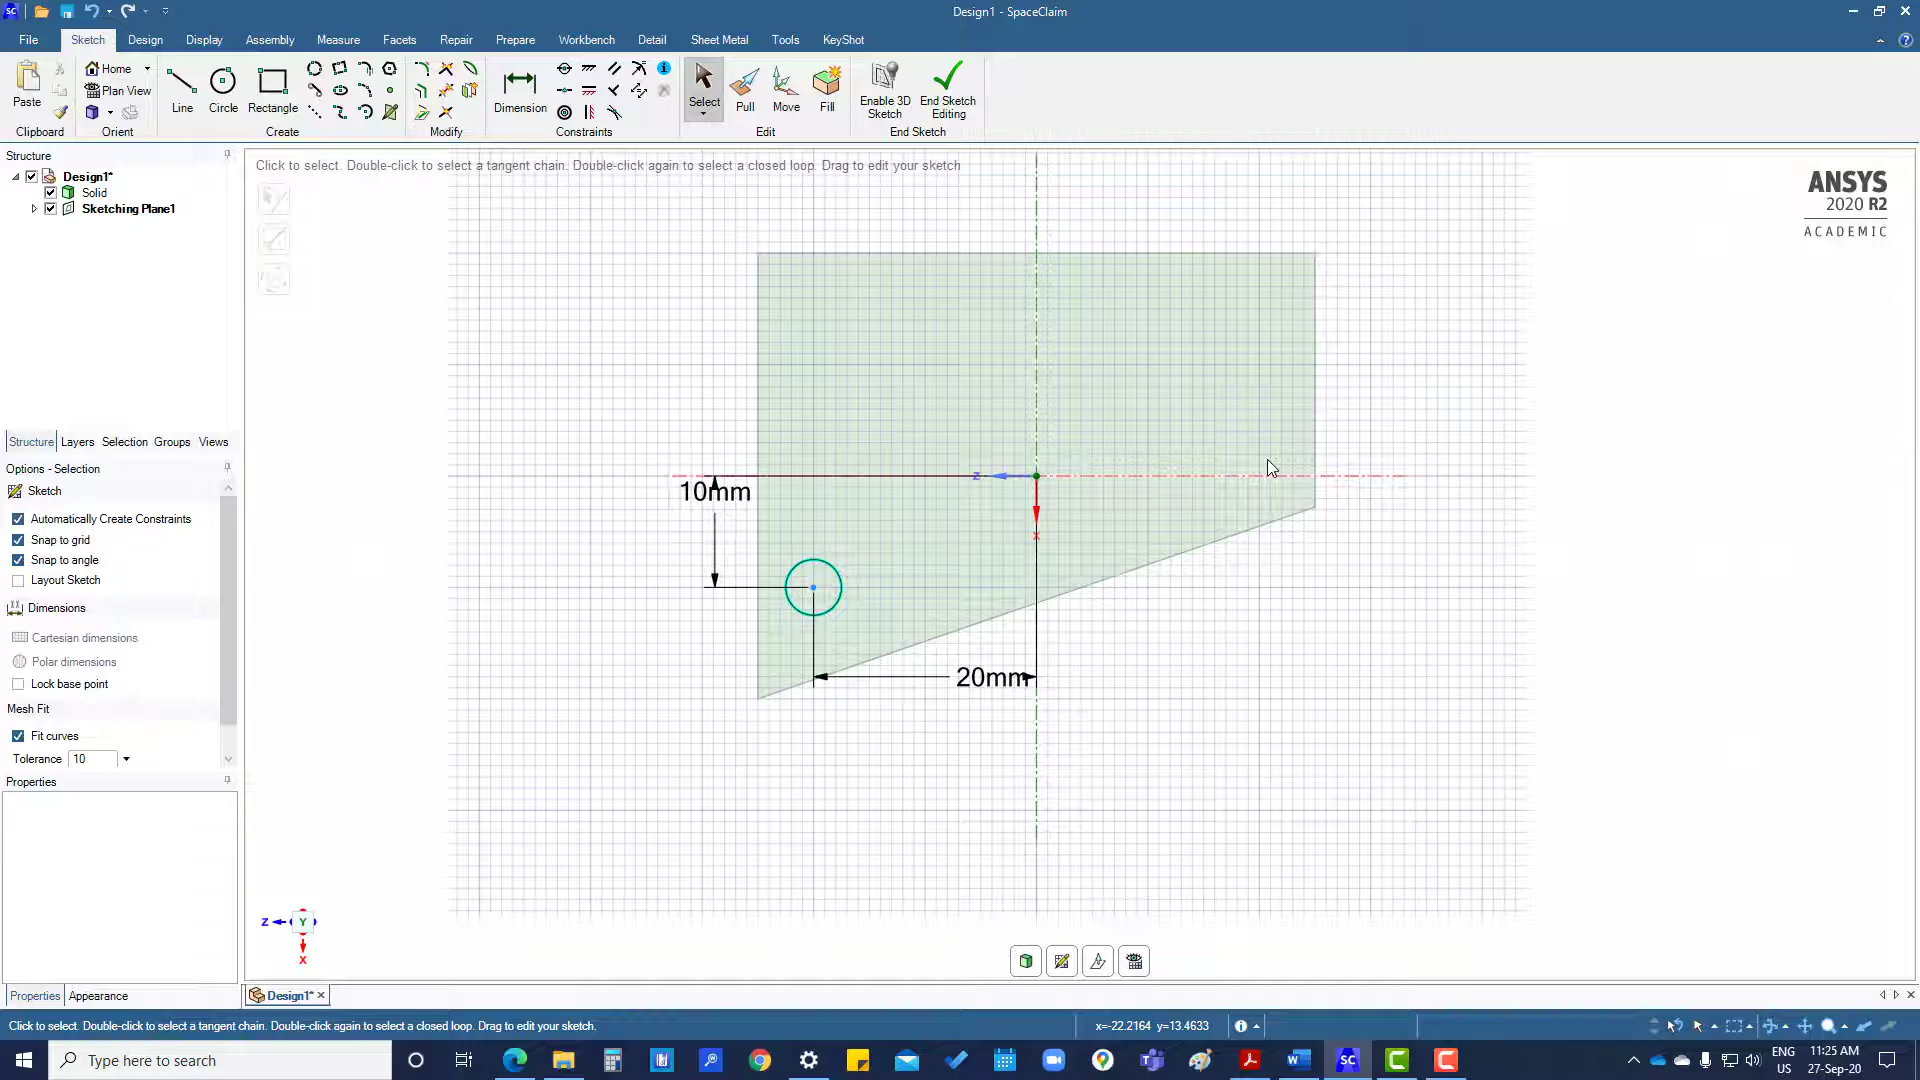 SC
Design1 - SpaceClaim
File Sketch Design Display Assembly Measure Facets Repair Prepare Workbench Detail Sheet Metal Tools KeyShot
Paste
Home
Plan View
Line
Circle
Rectangle
Dimension
Select
Pull
Move
Fill
Enable 3D
Sketch
End Sketch
Editing
Clipboard Orient Create Modify Constraints Edit End Sketch
Structure
Design1*
Solid
Sketching Plane1
Structure Layers Selection Groups Views
Options - Selection
Sketch
Automatically Create Constraints
Snap to grid
Snap to angle
Layout Sketch
Dimensions
Cartesian dimensions
Polar dimensions
Lock base point
Mesh Fit
Fit curves
Tolerance 10
Properties
Properties Appearance
Click to select. Double-click to select a tangent chain. Double-click again to select a closed loop. Drag to edit your sketch
ANSYS
2020 R2
ACADEMIC
Z
X
10mm
20mm
Z Y
X
Design1*
Click to select. Double-click to select a tangent chain. Double-click again to select a closed loop. Drag to edit your sketch.
x=-22.2164 y=13.4633
Type here to search
SC
ENG
US
11:25 AM
27-Sep-20